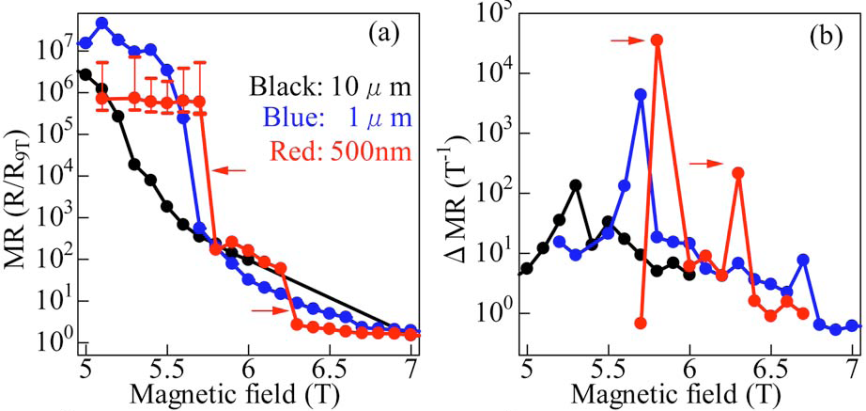 (a)
MR (R/R9T)
10^7
10^6
10^5
10^4
10^3
10^2
10^1
10^0
Black: 10 μ m
Blue: 1 μ m
Red: 500nm
5 5.5 6 6.5 7
Magnetic field (T)
(b)
Δ MR (T^-1)
10^5
10^4
10^3
10^2
10^1
10^0
5 5.5 6 6.5 7
Magnetic field (T)